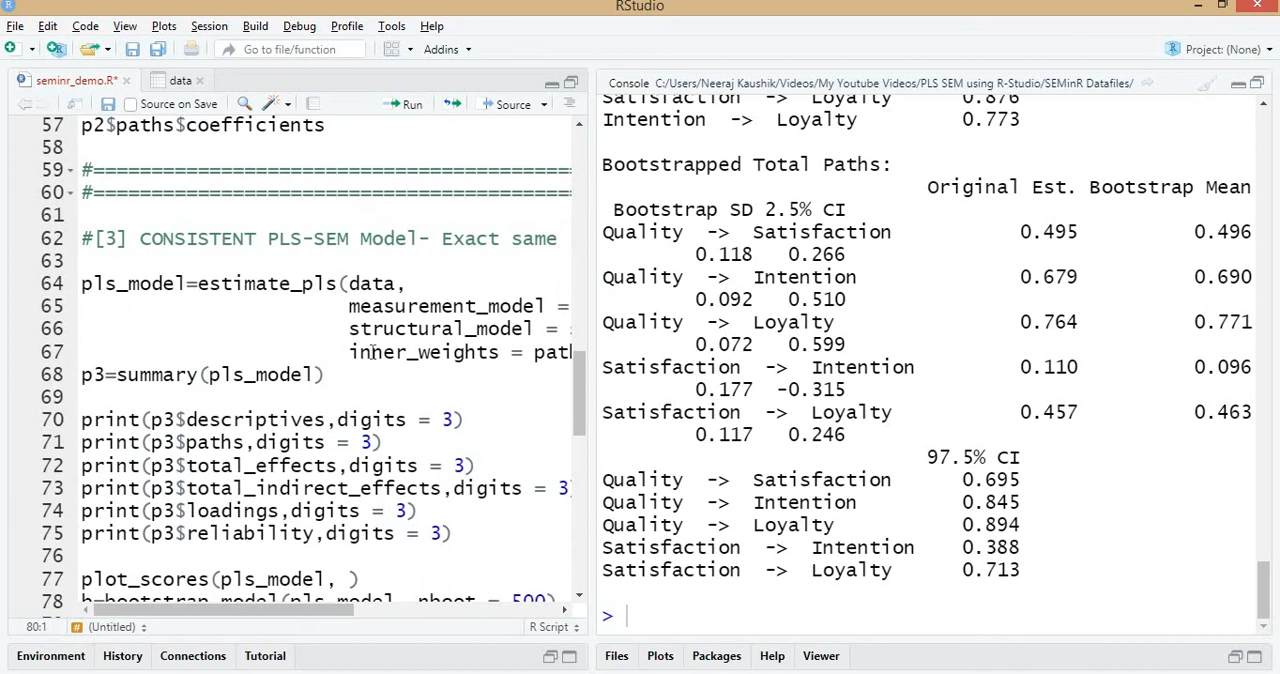 RStudio
File Edit Code View Plots Session Build Debug Profile Tools Help
Go to file/function Addins Project: (None)
seminr_demo.R* data
Source on Save Run Source
57 p2$paths$coefficients
58
59 #==========================================
60 #==========================================
61
62 #[3] CONSISTENT PLS-SEM Model- Exact same
63
64 pls_model=estimate_pls(data,
65 measurement_model =
66 structural_model =
67 inner_weights = path
68 p3=summary(pls_model)
69
70 print(p3$descriptives,digits = 3)
71 print(p3$paths,digits = 3)
72 print(p3$total_effects,digits = 3)
73 print(p3$total_indirect_effects,digits = 3)
74 print(p3$loadings,digits = 3)
75 print(p3$reliability,digits = 3)
76
77 plot_scores(pls_model, )
78 b=bootstrap_model(pls_model, nboot = 500)
80:1 # (Untitled) R Script
Environment History Connections Tutorial
Console C:/Users/Neeraj Kaushik/Videos/My Youtube Videos/PLS SEM using R-Studio/SEMinR Datafiles/
Satisfaction -> Loyalty 0.876
Intention -> Loyalty 0.773
Bootstrapped Total Paths:
Original Est. Bootstrap Mean
Bootstrap SD 2.5% CI
Quality -> Satisfaction 0.495 0.496
0.118 0.266
Quality -> Intention 0.679 0.690
0.092 0.510
Quality -> Loyalty 0.764 0.771
0.072 0.599
Satisfaction -> Intention 0.110 0.096
0.177 -0.315
Satisfaction -> Loyalty 0.457 0.463
0.117 0.246
97.5% CI
Quality -> Satisfaction 0.695
Quality -> Intention 0.845
Quality -> Loyalty 0.894
Satisfaction -> Intention 0.388
Satisfaction -> Loyalty 0.713
>
Files Plots Packages Help Viewer